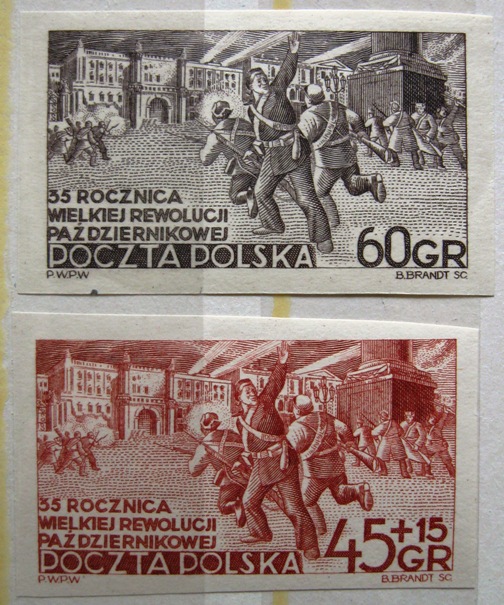 35 ROCZNICA
WIELKIEJ REWOLUCJI
PAŹDZIERNIKOWEJ
POCZTA POLSKA 60GR
P.W.P.W B.BRANDT SC.
35 ROCZNICA
WIELKIEJ REWOLUCJI
PAŹDZIERNIKOWEJ
POCZTA POLSKA 45+15 GR
P.W.P.W B.BRANDT SC.